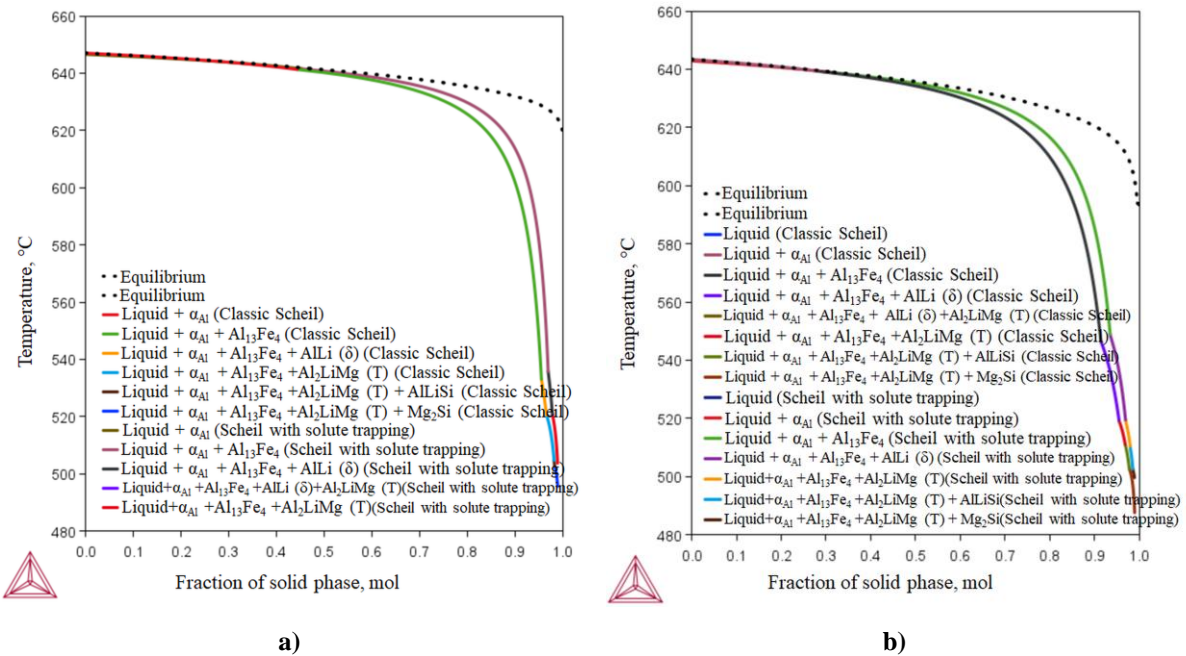 660
640
620
600
580
560
540
520
500
480
Temperature, °C
Equilibrium
Equilibrium
Liquid + αAl (Classic Scheil)
Liquid + αAl + Al13Fe4 (Classic Scheil)
Liquid + αAl + Al13Fe4 + AlLi (δ) (Classic Scheil)
Liquid + αAl + Al13Fe4 +Al2LiMg (T) (Classic Scheil)
Liquid + αAl + Al13Fe4 +Al2LiMg (T) + AlLiSi (Classic Scheil)
Liquid + αAl + Al13Fe4 +Al2LiMg (T) + Mg2Si (Classic Scheil)
Liquid + αAl (Scheil with solute trapping)
Liquid + αAl + Al13Fe4 (Scheil with solute trapping)
Liquid + αAl + Al13Fe4 + AlLi (δ) (Scheil with solute trapping)
Liquid+αAl +Al13Fe4 +AlLi (δ)+Al2LiMg (T)(Scheil with solute trapping)
Liquid+αAl +Al13Fe4 +Al2LiMg (T)(Scheil with solute trapping)
0.0 0.1 0.2 0.3 0.4 0.5 0.6 0.7 0.8 0.9 1.0
Fraction of solid phase, mol
a)
660
640
620
600
580
560
540
520
500
480
Temperature, °C
Equilibrium
Equilibrium
Liquid (Classic Scheil)
Liquid + αAl (Classic Scheil)
Liquid + αAl + Al13Fe4 (Classic Scheil)
Liquid + αAl + Al13Fe4 + AlLi (δ) (Classic Scheil)
Liquid + αAl + Al13Fe4 + AlLi (δ) +Al2LiMg (T) (Classic Scheil)
Liquid + αAl + Al13Fe4 +Al2LiMg (T) (Classic Scheil)
Liquid + αAl + Al13Fe4 +Al2LiMg (T) + AlLiSi (Classic Scheil)
Liquid + αAl + Al13Fe4 +Al2LiMg (T) + Mg2Si (Classic Scheil)
Liquid (Scheil with solute trapping)
Liquid + αAl (Scheil with solute trapping)
Liquid + αAl + Al13Fe4 (Scheil with solute trapping)
Liquid + αAl + Al13Fe4 + AlLi (δ) (Scheil with solute trapping)
Liquid+αAl +Al13Fe4 +Al2LiMg (T)(Scheil with solute trapping)
Liquid+αAl +Al13Fe4 +Al2LiMg (T) + AlLiSi(Scheil with solute trapping)
Liquid+αAl +Al13Fe4 +Al2LiMg (T) + Mg2Si(Scheil with solute trapping)
0.0 0.1 0.2 0.3 0.4 0.5 0.6 0.7 0.8 0.9 1.0
Fraction of solid phase, mol
b)